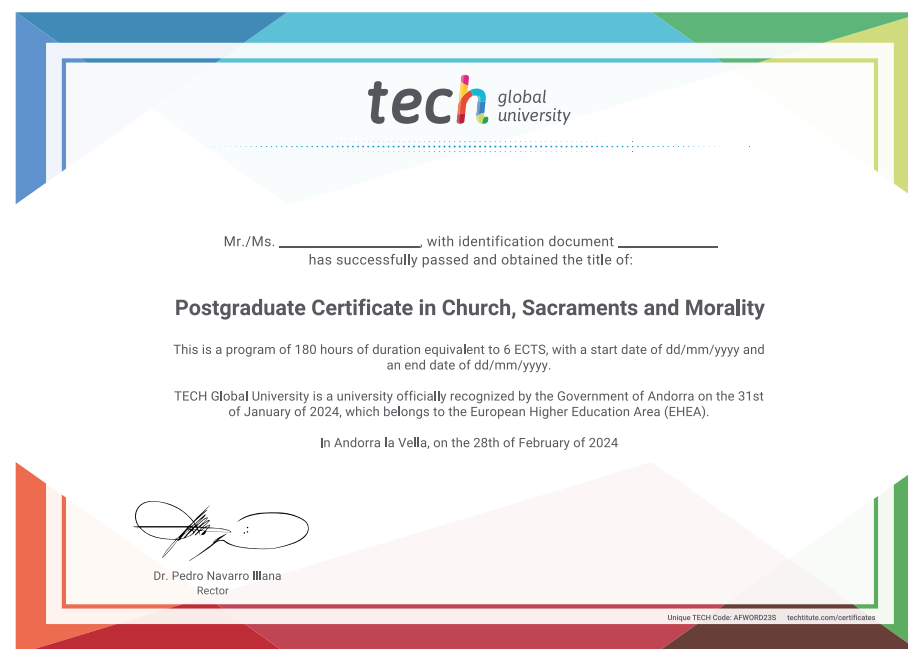 tech global university
Mr./Ms. ____________________, with identification document ______________
has successfully passed and obtained the title of:
Postgraduate Certificate in Church, Sacraments and Morality
This is a program of 180 hours of duration equivalent to 6 ECTS, with a start date of dd/mm/yyyy and
an end date of dd/mm/yyyy.
TECH Global University is a university officially recognized by the Government of Andorra on the 31st
of January of 2024, which belongs to the European Higher Education Area (EHEA).
In Andorra la Vella, on the 28th of February of 2024
Dr. Pedro Navarro Illana
Rector
Unique TECH Code: AFWORD23S techtitute.com/certificates